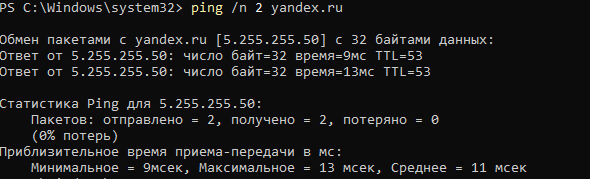 PS C:\Windows\system32> ping /n 2 yandex.ru
Обмен пакетами с yandex.ru [5.255.255.50] с 32 байтами данных:
Ответ от 5.255.255.50: число байт=32 время=9мс TTL=53
Ответ от 5.255.255.50: число байт=32 время=13мс TTL=53
Статистика Ping для 5.255.255.50:
Пакетов: отправлено = 2, получено = 2, потеряно = 0
(0% потерь)
Приблизительное время приема-передачи в мс:
Минимальное = 9мсек, Максимальное = 13 мсек, Среднее = 11 мсек